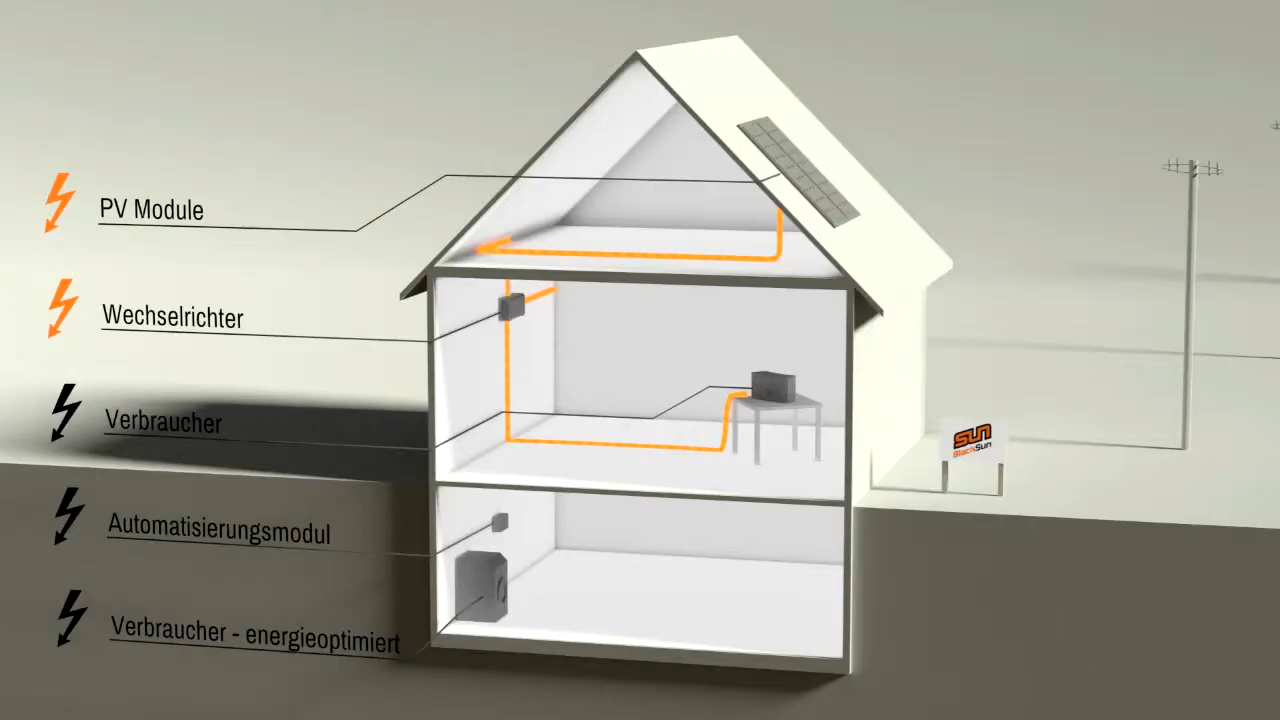 PV Module
Wechselrichter
Verbraucher
Automatisierungsmodul
Verbraucher - energieoptimiert
SUN
BlackSun